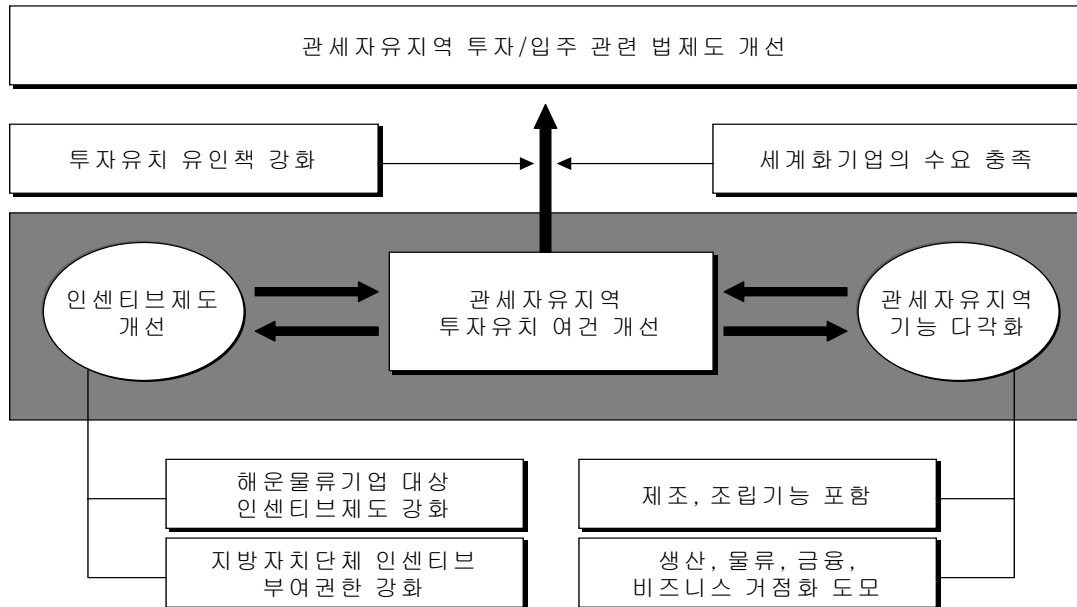 관세자유지역 투자/입주 관련 법제도 개선
투자유치 유인책 강화
세계화기업의 수요 충족
인센티브제도
개선
관세자유지역
투자유치 여건 개선
관세자유지역
기능 다각화
해운물류기업 대상
인센티브제도 강화
제조, 조립기능 포함
지방자치단체 인센티브
부여권한 강화
생산, 물류, 금융,
비즈니스 거점화 도모